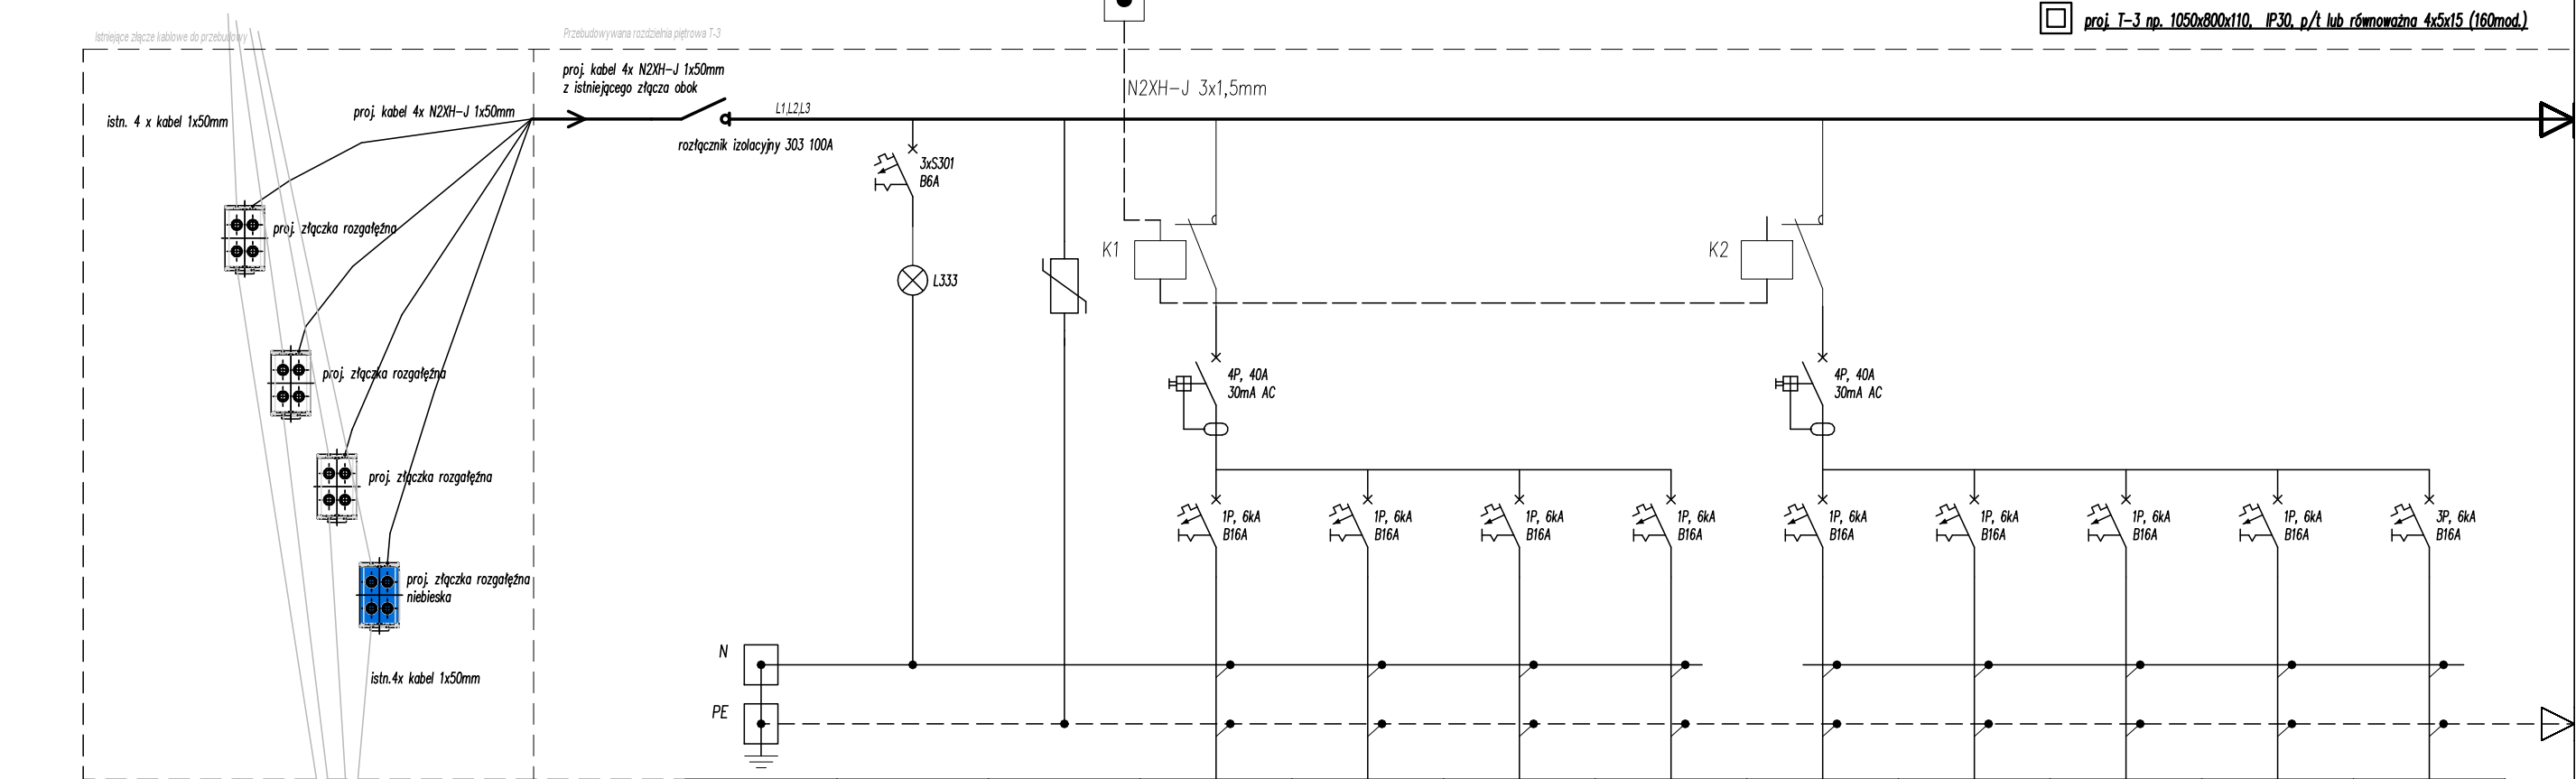 proj. T-3 np. 1050x800x110, IP30, p/t lub równoważna 4x5x15 (160mod.)
Istniejące złącze kablowe do przebudowy
Przebudowywana rozdzielnia piętrowa T-3
proj. kabel 4x N2XH-J 1x50mm
z istniejącego złącza obok
N2XH-J 3x1,5mm
istn. 4 x kabel 1x50mm
proj. kabel 4x N2XH-J 1x50mm
L1,L2,L3
rozłącznik izolacyjny 303 100A
3xS301
B6A
proj. złączka rozgałęźna
K1
K2
L333
proj. złączka rozgałęźna
4P, 40A
30mA AC
4P, 40A
30mA AC
proj. złączka rozgałęźna
1P, 6kA
B16A
1P, 6kA
B16A
1P, 6kA
B16A
1P, 6kA
B16A
1P, 6kA
B16A
1P, 6kA
B16A
1P, 6kA
B16A
1P, 6kA
B16A
3P, 6kA
B16A
proj. złączka rozgałęźna
niebieska
N
istn.4x kabel 1x50mm
PE